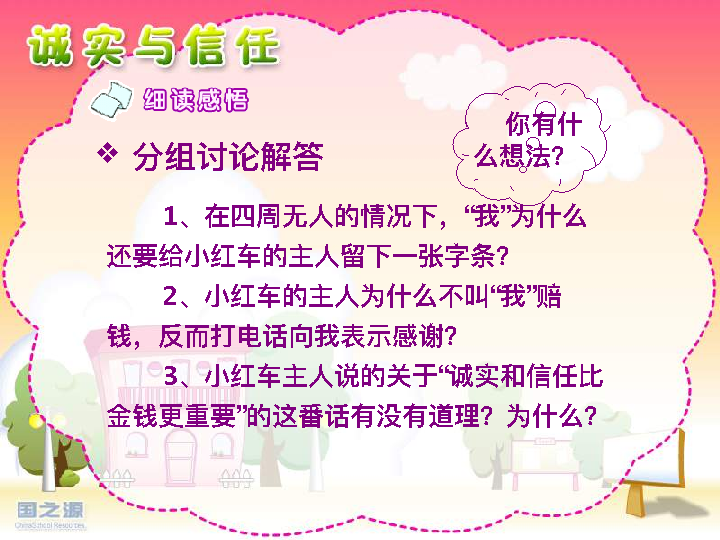 诚实与信任
细读感悟
你有什
么想法?
❖ 分组讨论解答
1、在四周无人的情况下，“我”为什么
还要给小红车的主人留下一张字条？
2、小红车的主人为什么不叫“我”赔
钱，反而打电话向我表示感谢？
3、小红车主人说的关于“诚实和信任比
金钱更重要”的这番话有没有道理？为什么？
国之源